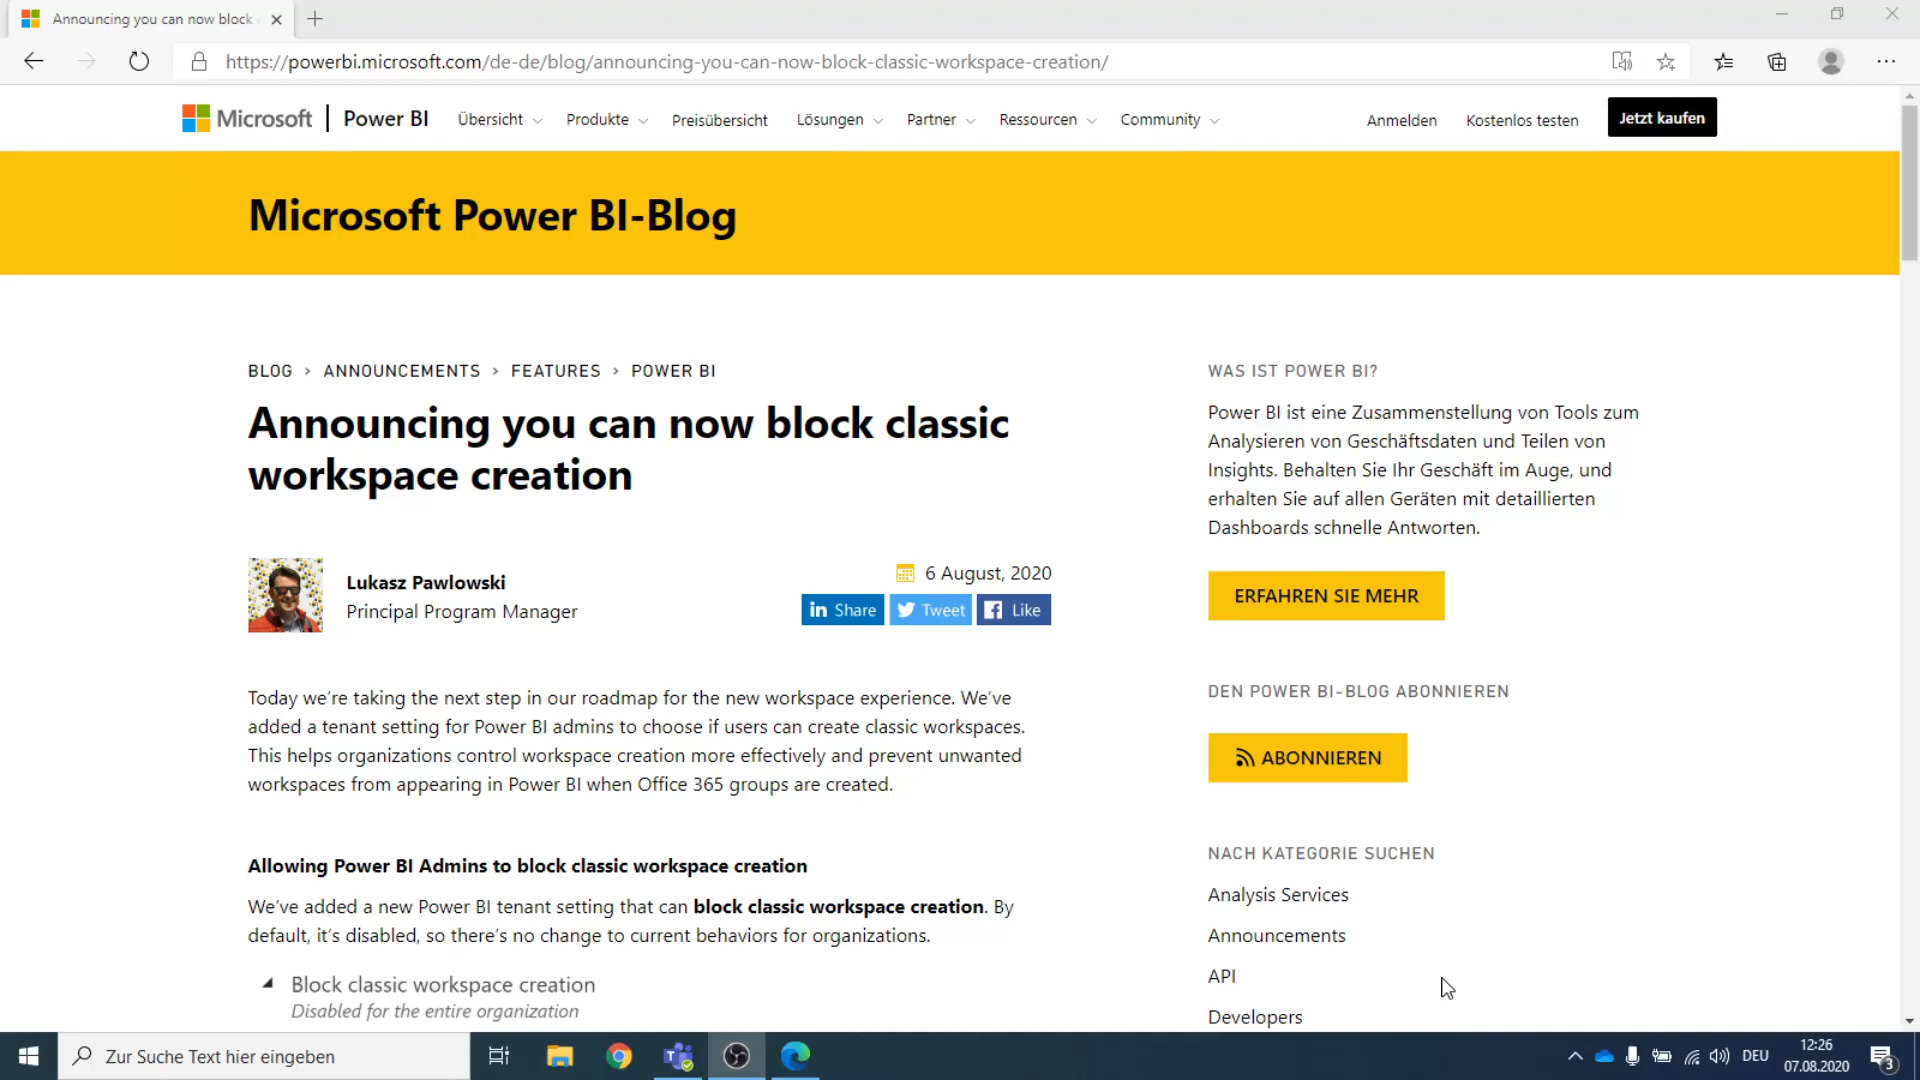 Announcing you can now block
https://powerbi.microsoft.com/de-de/blog/announcing-you-can-now-block-classic-workspace-creation/
Microsoft Power BI Übersicht Produkte Preisübersicht Lösungen Partner Ressourcen Community Anmelden Kostenlos testen Jetzt kaufen
Microsoft Power BI-Blog
BLOG > ANNOUNCEMENTS > FEATURES > POWER BI
Announcing you can now block classic
workspace creation
Lukasz Pawlowski
Principal Program Manager
6 August, 2020
in Share Tweet Like
Today we're taking the next step in our roadmap for the new workspace experience. We've
added a tenant setting for Power BI admins to choose if users can create classic workspaces.
This helps organizations control workspace creation more effectively and prevent unwanted
workspaces from appearing in Power BI when Office 365 groups are created.
Allowing Power BI Admins to block classic workspace creation
We've added a new Power BI tenant setting that can block classic workspace creation. By
default, it's disabled, so there's no change to current behaviors for organizations.
Block classic workspace creation
Disabled for the entire organization
WAS IST POWER BI?
Power BI ist eine Zusammenstellung von Tools zum
Analysieren von Geschäftsdaten und Teilen von
Insights. Behalten Sie Ihr Geschäft im Auge, und
erhalten Sie auf allen Geräten mit detaillierten
Dashboards schnelle Antworten.
ERFAHREN SIE MEHR
DEN POWER BI-BLOG ABONNIEREN
ABONNIEREN
NACH KATEGORIE SUCHEN
Analysis Services
Announcements
API
Developers
Zur Suche Text hier eingeben
DEU
12:26
07.08.2020
3